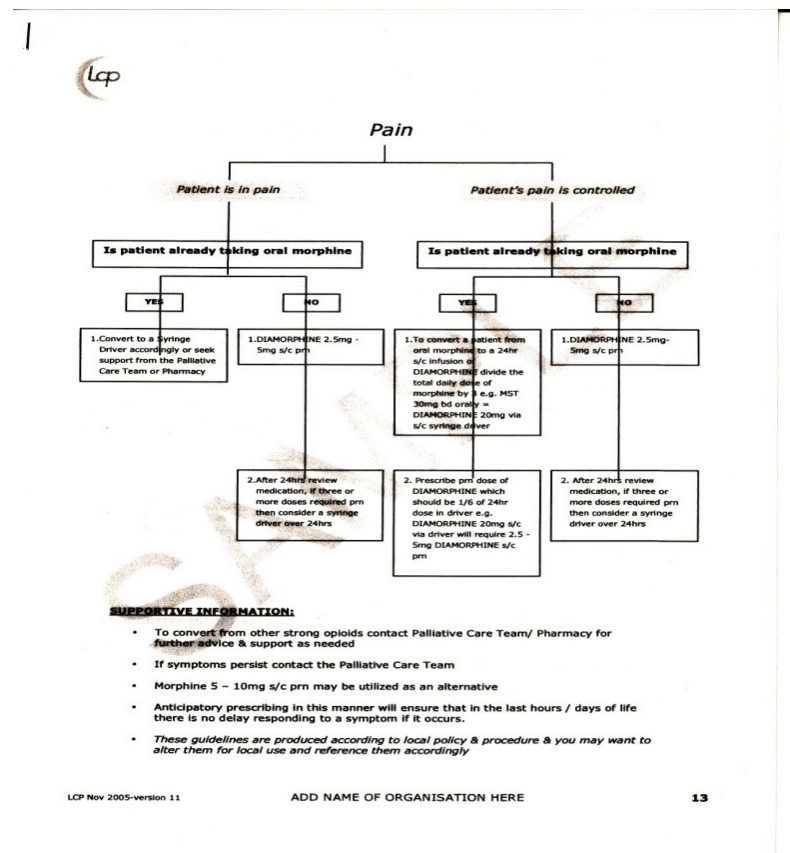 Lcp
Pain
Patient is in pain
Patient's pain is controlled
Is patient already taking oral morphine
Is patient already taking oral morphine
YES
NO
YES
NO
1.Convert to a Syringe
Driver accordingly or seek
support from the Palliative
Care Team or Pharmacy
1.DIAMORPHINE 2.5mg -
5mg s/c prn
1.To convert a patient from
oral morphine to a 24hr
s/c infusion of
DIAMORPHINE divide the
total daily dose of
morphine by 3 e.g. MST
30mg bd orally =
DIAMORPHINE 20mg via
s/c syringe driver
1.DIAMORPHINE 2.5mg-
5mg s/c prn
2.After 24hrs review
medication, if three or
more doses required prn
then consider a syringe
driver over 24hrs
2. Prescribe prn dose of
DIAMORPHINE which
should be 1/6 of 24hr
dose in driver e.g.
DIAMORPHINE 20mg s/c
via driver will require 2.5 -
5mg DIAMORPHINE s/c
prn
2. After 24hrs review
medication, if three or
more doses required prn
then consider a syringe
driver over 24hrs
SUPPORTIVE INFORMATION:
• To convert from other strong opioids contact Palliative Care Team/ Pharmacy for
further advice & support as needed
• If symptoms persist contact the Palliative Care Team
• Morphine 5 – 10mg s/c prn may be utilized as an alternative
• Anticipatory prescribing in this manner will ensure that in the last hours / days of life
there is no delay responding to a symptom if it occurs.
• These guidelines are produced according to local policy & procedure & you may want to
alter them for local use and reference them accordingly
LCP Nov 2005-version 11
ADD NAME OF ORGANISATION HERE
13